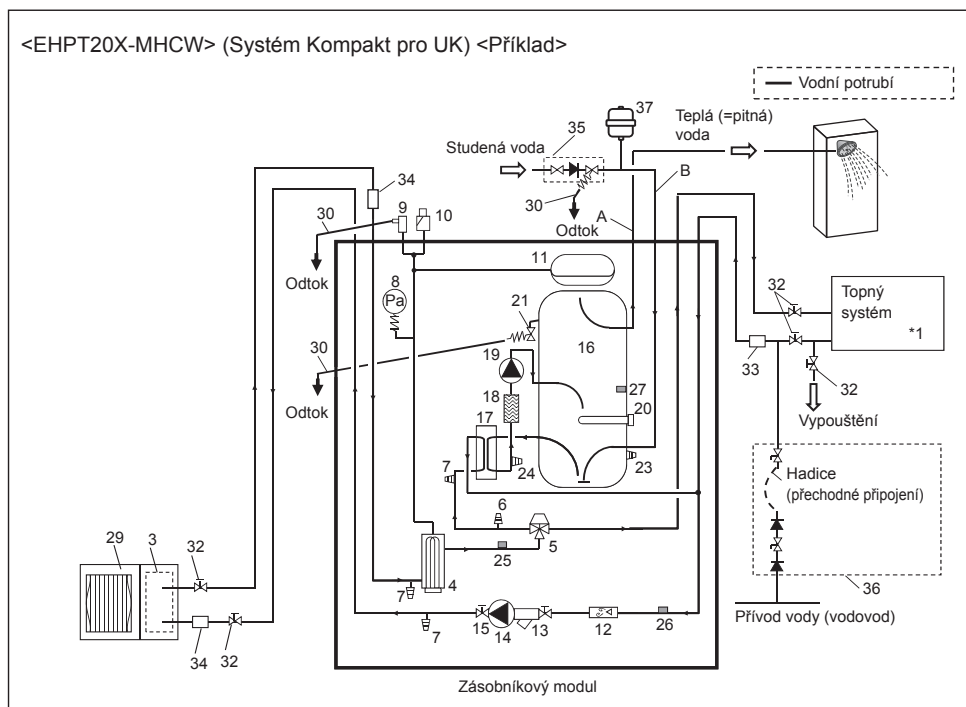 <EHPT20X-MHCW> (Systém Kompakt pro UK) <Příklad>
Vodní potrubí
37
Teplá (=pitná)
voda
35
Studená voda
B
34
30
A
Odtok
30
9
10
Odtok
11
8
Pa
21
16
32
Topný
systém
*1
33
32
Vypouštění
30
Odtok
19
18
17
27
20
7
24
23
6
5
25
4
7
Hadice
(přechodné připojení)
36
Přívod vody (vodovod)
29
3
32
34
32
7
15
14
13
12
26
Zásobníkový modul